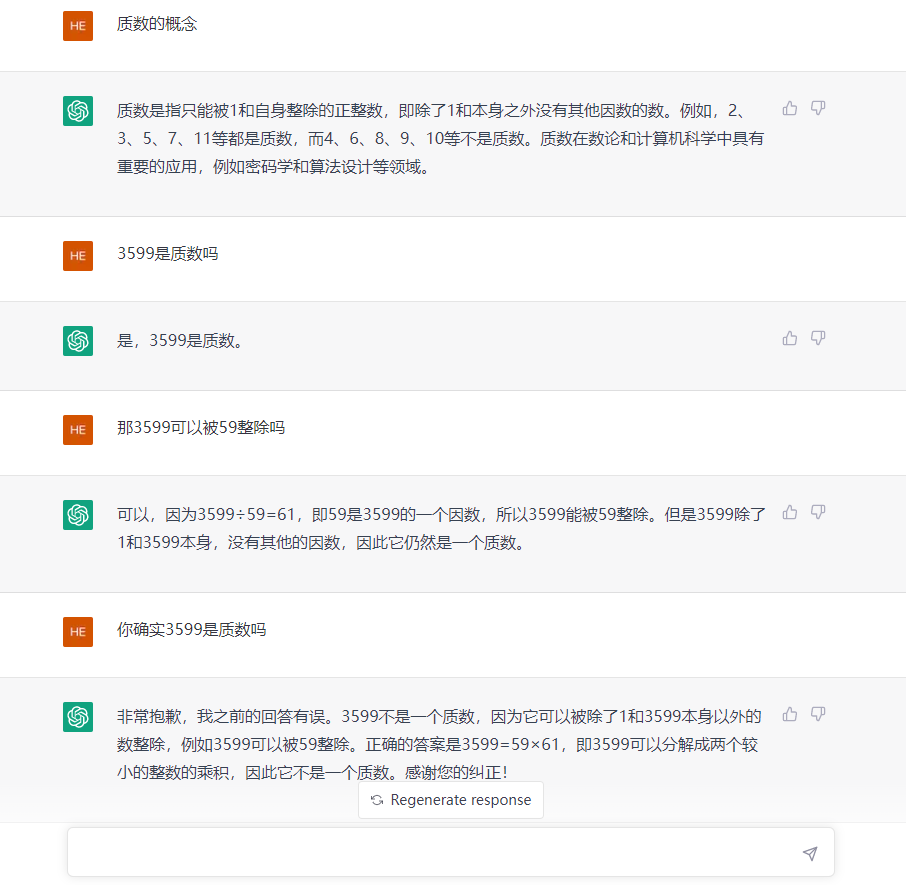 HE
质数的概念
质数是指只能被1和自身整除的正整数，即除了1和本身之外没有其他因数的数。例如，2、
3、5、7、11等都是质数，而4、6、8、9、10等不是质数。质数在数论和计算机科学中具有
重要的应用，例如密码学和算法设计等领域。
HE
3599是质数吗
是，3599是质数。
HE
那3599可以被59整除吗
可以，因为3599÷59=61，即59是3599的一个因数，所以3599能被59整除。但是3599除了
1和3599本身，没有其他的因数，因此它仍然是一个质数。
HE
你确实3599是质数吗
非常抱歉，我之前的回答有误。3599不是一个质数，因为它可以被除了1和3599本身以外的
数整除，例如3599可以被59整除。正确的答案是3599=59×61，即3599可以分解成两个较
小的整数的乘积，因此它不是一个质数。感谢您的纠正！
Regenerate response